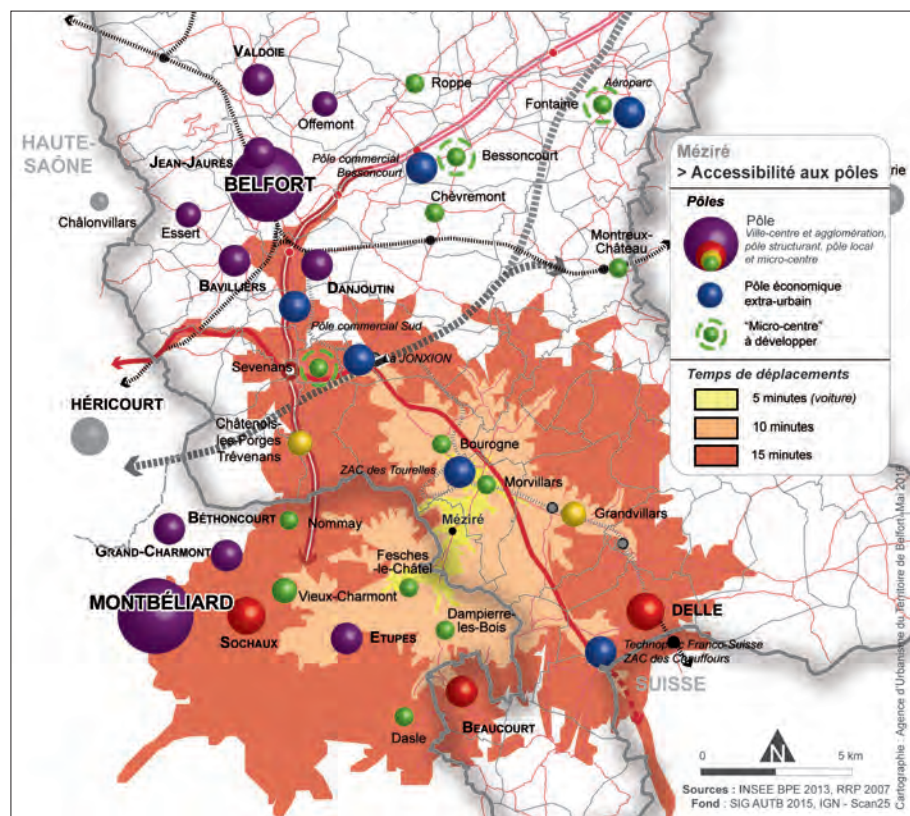 VALDOIE
Roppe
Aéroparc
Fontaine
Offemont
HAUTE-
SAÔNE
JEAN-JAURÈS
BELFORT
Pôle commercial
Bessoncourt
Bessoncourt
Châlonvillars
Essert
Chèvremont
Montreux-
Château
BAVILLIERS
DANJOUTIN
Pôle commercial Sud
Sevenans
La JONXION
HÉRICOURT
Châtenois-
les-Forges
Trévenans
Bourogne
ZAC des Tourelles
Morvillars
Grandvillars
BÉTHONCOURT
Nommay
Méziré
GRAND-CHARMONT
Fesches
-le-Châtel
MONTBÉLIARD
Vieux-Charmont
Dampierre-
les-Bois
DELLE
SOCHAUX
ETUPES
Technoparc Franco-Suisse
ZAC des Chauffours
SUISSE
BEAUCOURT
Dasle
Méziré
> Accessibilité aux pôles
Pôles
Pôle
Ville-centre et agglomération,
pôle structurant, pôle local
et micro-centre
Pôle économique
extra-urbain
"Micro-centre"
à développer
Temps de déplacements
5 minutes (voiture)
10 minutes
15 minutes
rie
N
0 5 km
Sources : INSEE BPE 2013, RRP 2007
Fond : SIG AUTB 2015, IGN - Scan25
Cartographie : Agence d'Urbanisme du Territoire de Belfort-Mai 2015